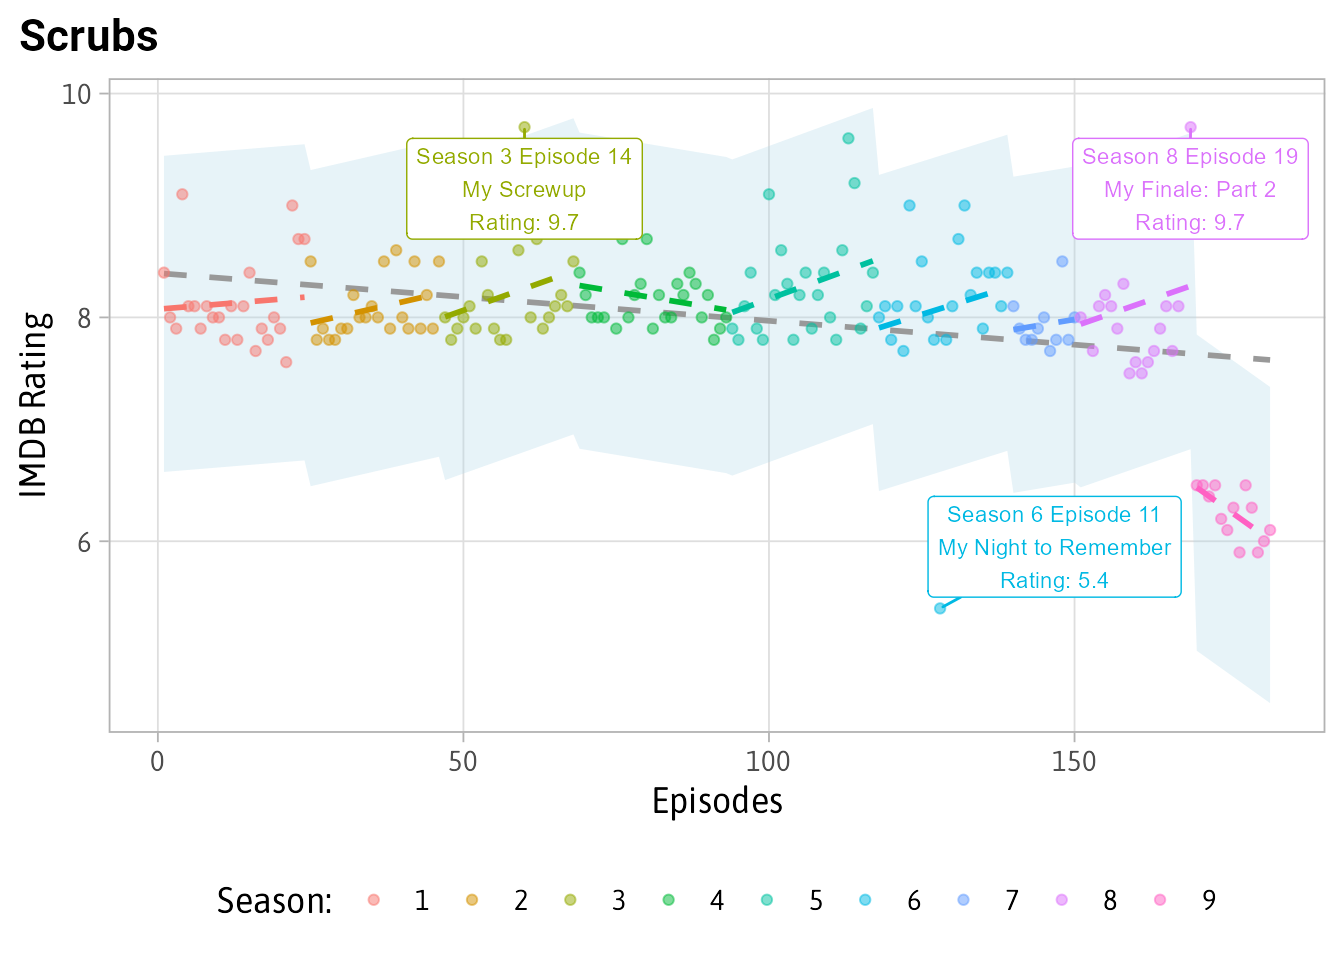 Scrubs
10
8
6
IMDB Rating
Season 3 Episode 14
My Screwup
Rating: 9.7
Season 8 Episode 19
My Finale: Part 2
Rating: 9.7
Season 6 Episode 11
My Night to Remember
Rating: 5.4
0 50 100 150
Episodes
Season: 1 2 3 4 5 6 7 8 9